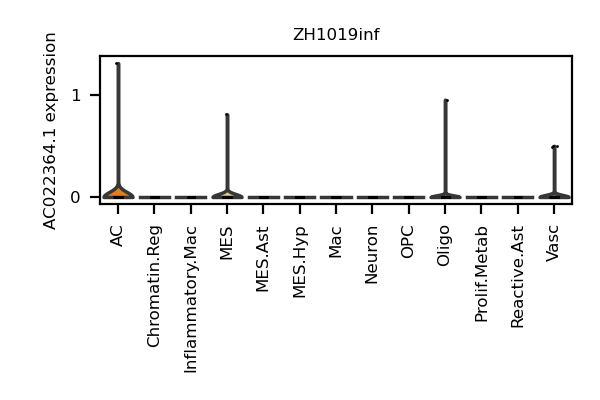 ZH1019inf
AC022364.1 expression
1
0
AC
Chromatin.Reg
Inflammatory.Mac
MES
MES.Ast
MES.Hyp
Mac
Neuron
OPC
Oligo
Prolif.Metab
Reactive.Ast
Vasc